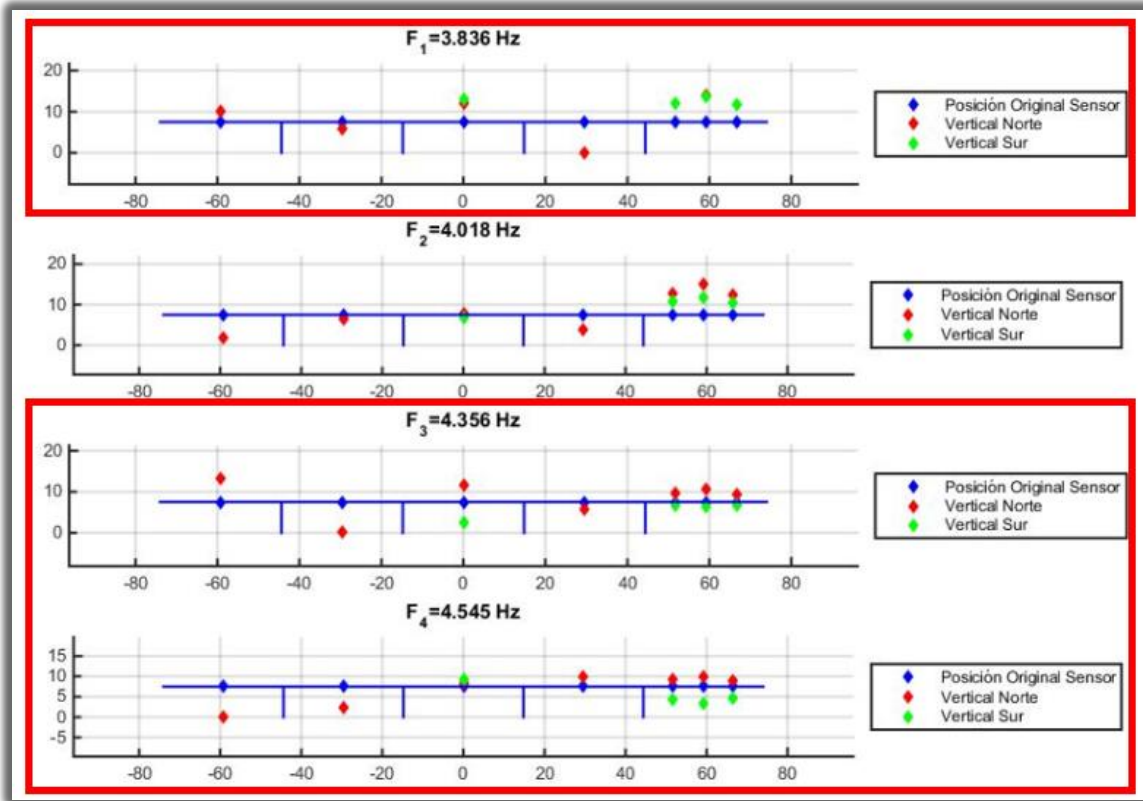 F1=3.836 Hz
20
10
0
-80 -60 -40 -20 0 20 40 60 80
Posición Original Sensor
Vertical Norte
Vertical Sur
F2=4.018 Hz
20
10
0
-80 -60 -40 -20 0 20 40 60 80
Posición Original Sensor
Vertical Norte
Vertical Sur
F3=4.356 Hz
20
10
0
-80 -60 -40 -20 0 20 40 60 80
Posición Original Sensor
Vertical Norte
Vertical Sur
F4=4.545 Hz
15
10
5
0
-5
-80 -60 -40 -20 0 20 40 60 80
Posición Original Sensor
Vertical Norte
Vertical Sur